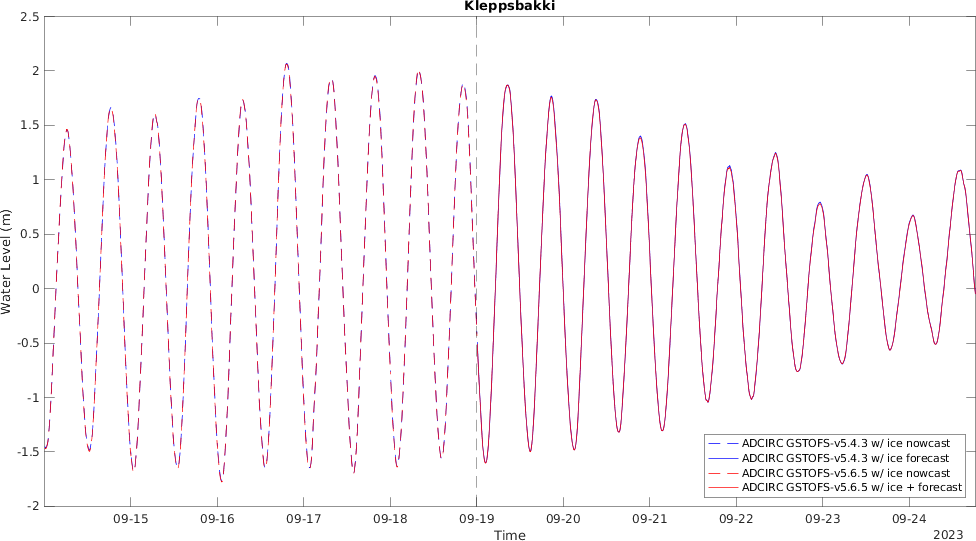 Kleppsbakki
2.5
2
1.5
1
0.5
0
-0.5
-1
-1.5
-2
Water Level (m)
ADCIRC GSTOFS-v5.4.3 w/ ice nowcast
ADCIRC GSTOFS-v5.4.3 w/ ice forecast
ADCIRC GSTOFS-v5.6.5 w/ ice nowcast
ADCIRC GSTOFS-v5.6.5 w/ ice + forecast
09-15 09-16 09-17 09-18 09-19 09-20 09-21 09-22 09-23 09-24
Time
2023